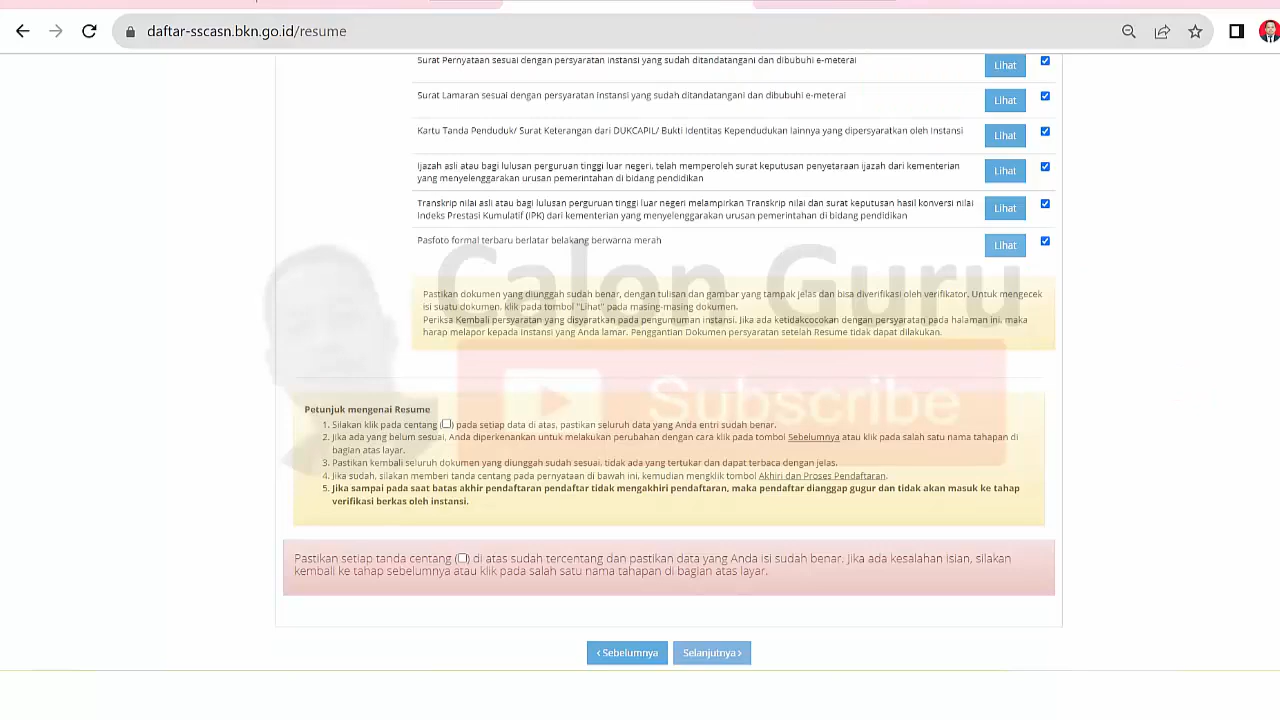 daftar-sscasn.bkn.go.id/resume
Surat Pernyataan sesuai dengan persyaratan instansi yang sudah ditandatangani dan dibubuhi e-meterai
Lihat
Surat Lamaran sesuai dengan persyaratan instansi yang sudah ditandatangani dan dibubuhi e-meterai
Lihat
Kartu Tanda Penduduk/ Surat Keterangan dari DUKCAPIL/ Bukti Identitas Kependudukan lainnya yang dipersyaratkan oleh Instansi
Lihat
Ijazah asli atau bagi lulusan perguruan tinggi luar negeri, telah memperoleh surat keputusan penyetaraan ijazah dari kementerian
yang menyelenggarakan urusan pemerintahan di bidang pendidikan
Lihat
Transkrip nilai asli atau bagi lulusan perguruan tinggi luar negeri melampirkan Transkrip nilai dan surat keputusan hasil konversi nilai
Indeks Prestasi Kumulatif (IPK) dari kementerian yang menyelenggarakan urusan pemerintahan di bidang pendidikan
Lihat
Pasfoto formal terbaru berlatar belakang berwarna merah
Lihat
Calon Guru
Pastikan dokumen yang diunggah sudah benar, dengan tulisan dan gambar yang tampak jelas dan bisa diverifikasi oleh verifikator. Untuk mengecek
isi suatu dokumen, klik pada tombol "Lihat" pada masing-masing dokumen.
Periksa Kembali persyaratan yang disyaratkan pada pengumuman instansi. Jika ada ketidakcocokan dengan persyaratan pada halaman ini, maka
harap melapor kepada instansi yang Anda lamar. Penggantian Dokumen persyaratan setelah Resume tidak dapat dilakukan.
Subscribe
Petunjuk mengenai Resume
1. Silakan klik pada centang ( ) pada setiap data di atas, pastikan seluruh data yang Anda entri sudah benar.
2. Jika ada yang belum sesuai, Anda diperkenankan untuk melakukan perubahan dengan cara klik pada tombol Sebelumnya atau klik pada salah satu nama tahapan di
bagian atas layar.
3. Pastikan kembali seluruh dokumen yang diunggah sudah sesuai, tidak ada yang tertukar dan dapat terbaca dengan jelas.
4. Jika sudah, silakan memberi tanda centang pada pernyataan di bawah ini, kemudian mengklik tombol Akhiri dan Proses Pendaftaran.
5. Jika sampai pada saat batas akhir pendaftaran pendaftar tidak mengakhiri pendaftaran, maka pendaftar dianggap gugur dan tidak akan masuk ke tahap
verifikasi berkas oleh instansi.
Pastikan setiap tanda centang ( ) di atas sudah tercentang dan pastikan data yang Anda isi sudah benar. Jika ada kesalahan isian, silakan
kembali ke tahap sebelumnya atau klik pada salah satu nama tahapan di bagian atas layar.
‹ Sebelumnya
Selanjutnya ›